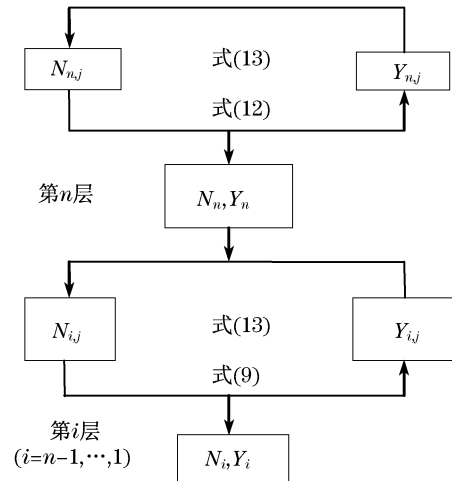 N_{n,j}
式(13)
Y_{n,j}
式(12)
第n层
N_n,Y_n
N_{i,j}
式(13)
Y_{i,j}
式(9)
第i层
(i=n−1,⋯,1)
N_i,Y_i